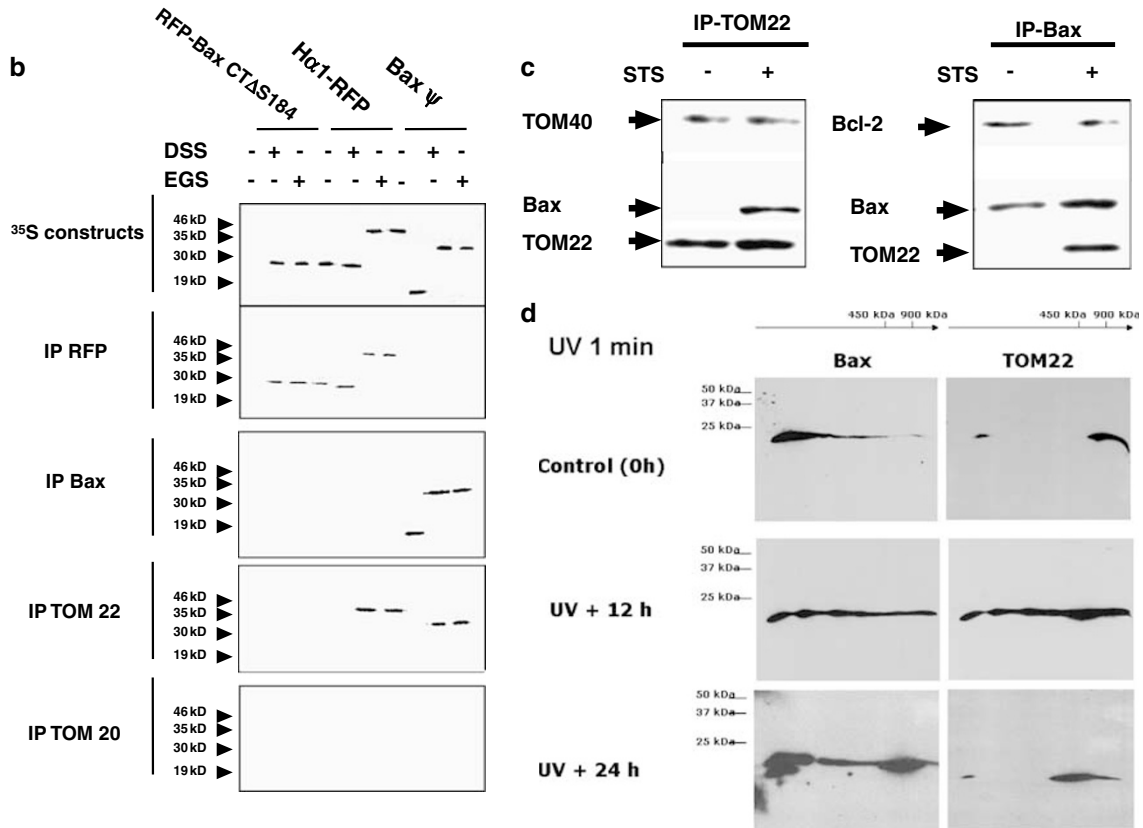 b
RFP-Bax CTΔS184
Hα1-RFP
Bax ψ
DSS - + - - + - - + -
EGS - - + - - + - - +
35S constructs
46 kD
35 kD
30 kD
19 kD
IP RFP
46 kD
35 kD
30 kD
19 kD
IP Bax
46 kD
35 kD
30 kD
19 kD
IP TOM 22
46 kD
35 kD
30 kD
19 kD
IP TOM 20
46 kD
35 kD
30 kD
19 kD
c
IP-TOM22
STS - +
TOM40
Bax
TOM22
IP-Bax
STS - +
Bcl-2
Bax
TOM22
d
UV 1 min
450 kDa 900 kDa
450 kDa 900 kDa
Bax
TOM22
Control (0h)
50 kDa
37 kDa
25 kDa
UV + 12 h
50 kDa
37 kDa
25 kDa
UV + 24 h
50 kDa
37 kDa
25 kDa